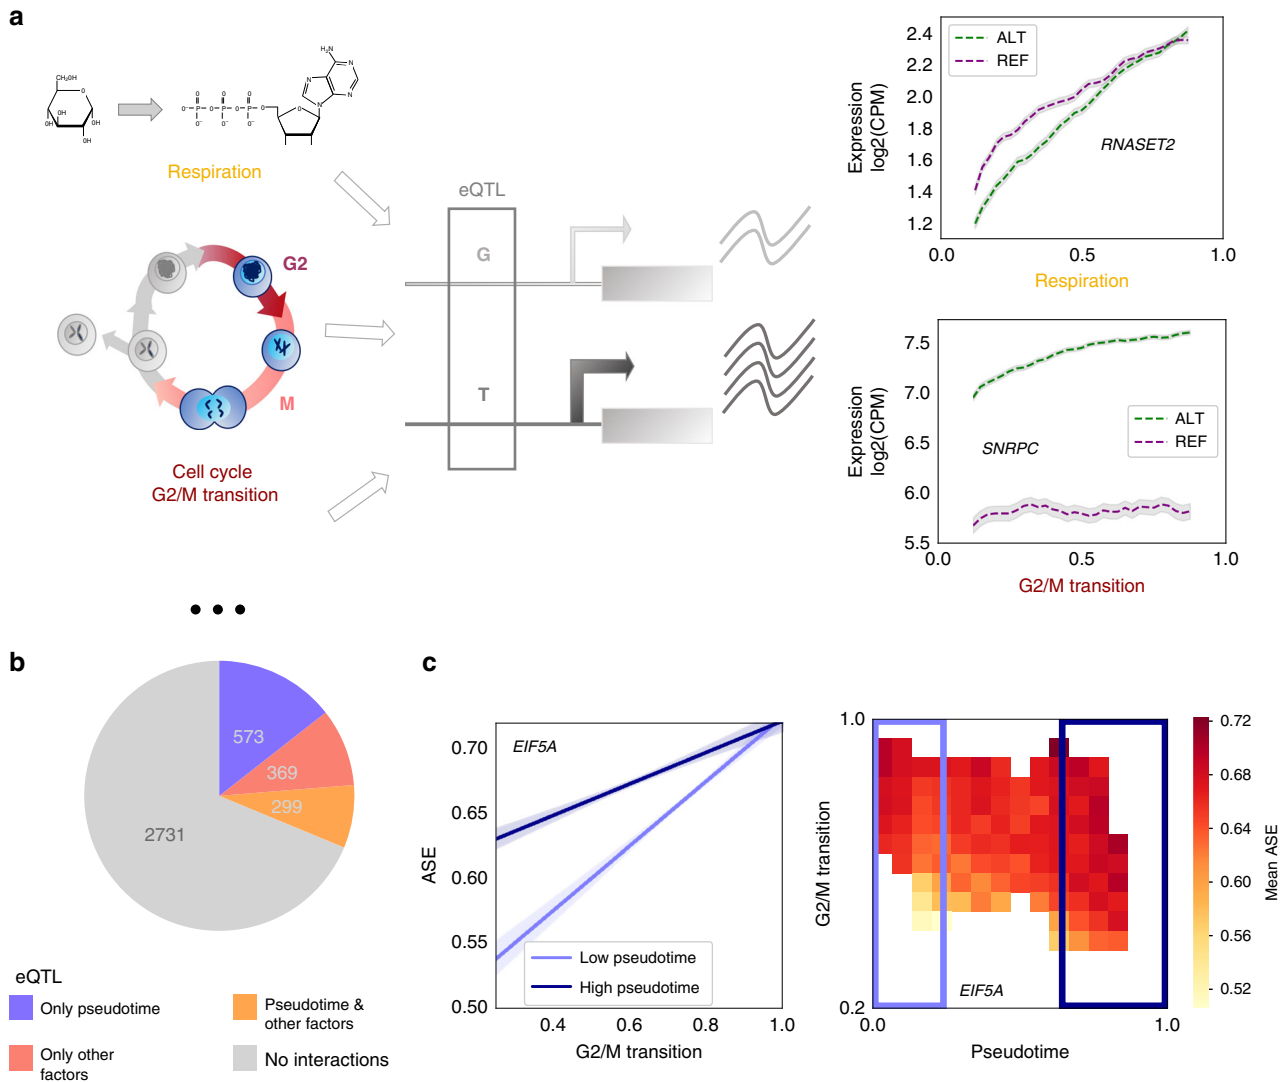 a
CH₂OH
O
OH
OH
OH
OH
NH₂
N
N
N
N
O O O
O⁻ P O P O P O
O⁻ O⁻ O⁻
O
Respiration
G2
M
Cell cycle
G2/M transition
eQTL
G
T
Expression
log2(CPM)
2.4
2.2
2.0
1.8
1.6
1.4
1.2
ALT
REF
RNASET2
0.5
1.0
Respiration
Expression
log2(CPM)
7.5
7.0
6.5
6.0
5.5
ALT
REF
SNRPC
0.0
0.5
1.0
G2/M transition
b
573
369
299
2731
eQTL
Only pseudotime
Only other
factors
Pseudotime &
other factors
No interactions
c
ASE
0.70
0.65
0.60
0.55
0.50
EIF5A
Low pseudotime
High pseudotime
0.4
0.6
0.8
1.0
G2/M transition
G2/M transition
1.0
0.2
EIF5A
0.0
1.0
Pseudotime
0.72
0.68
0.64
0.60
0.56
0.52
Mean ASE